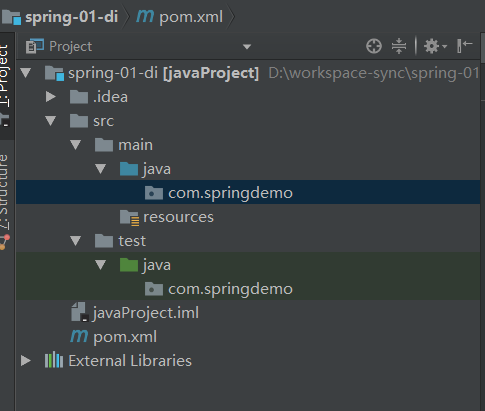 spring-01-di pom.xml
Project
1: Project
spring-01-di [javaProject] D:\workspace-sync\spring-01
.idea
src
main
java
com.springdemo
resources
7: Structure
test
java
com.springdemo
javaProject.iml
pom.xml
External Libraries